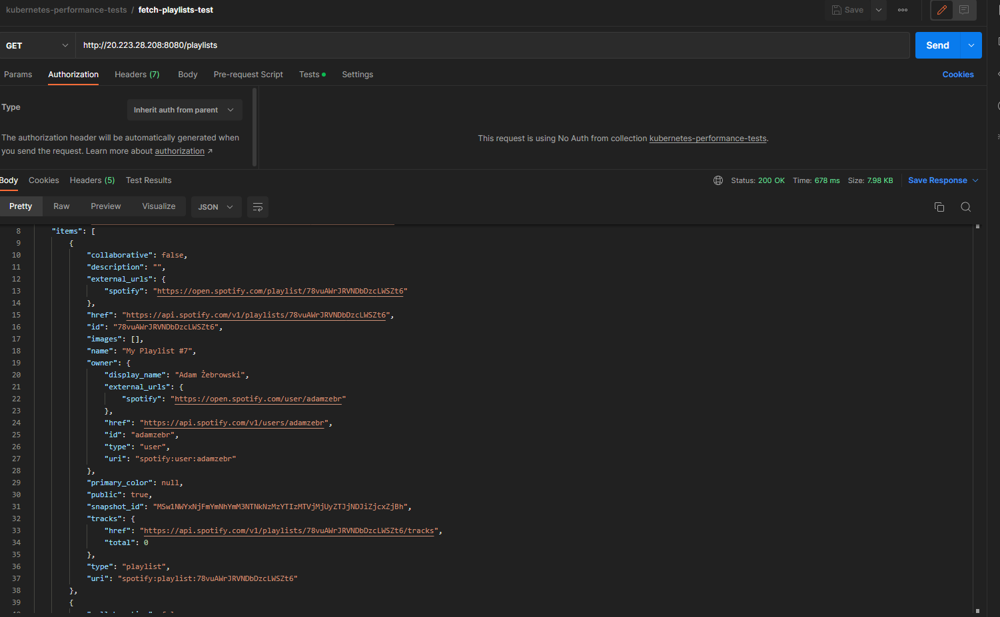 kubernetes-performance-tests / fetch-playlists-test
Save
GET http://20.223.28.208:8080/playlists Send
Params Authorization Headers (7) Body Pre-request Script Tests Settings Cookies
Type Inherit auth from parent
The authorization header will be automatically generated when
you send the request. Learn more about authorization ↗
This request is using No Auth from collection kubernetes-performance-tests.
Body Cookies Headers (5) Test Results Status: 200 OK Time: 678 ms Size: 7.98 KB Save Response
Pretty Raw Preview Visualize JSON
8 "items": [
9 {
10 "collaborative": false,
11 "description": "",
12 "external_urls": {
13 "spotify": "https://open.spotify.com/playlist/78vuAWrJRVNDbDzcLWSZt6"
14 },
15 "href": "https://api.spotify.com/v1/playlists/78vuAWrJRVNDbDzcLWSZt6",
16 "id": "78vuAWrJRVNDbDzcLWSZt6",
17 "images": [],
18 "name": "My Playlist #7",
19 "owner": {
20 "display_name": "Adam Żebrowski",
21 "external_urls": {
22 "spotify": "https://open.spotify.com/user/adamzebr"
23 },
24 "href": "https://api.spotify.com/v1/users/adamzebr",
25 "id": "adamzebr",
26 "type": "user",
27 "uri": "spotify:user:adamzebr"
28 },
29 "primary_color": null,
30 "public": true,
31 "snapshot_id": "MSw1NWYxNjFmYmNhYmM3NTNkNzMzYTIzMTVjMjUyZTJjNDJiZjcxZjBh",
32 "tracks": {
33 "href": "https://api.spotify.com/v1/playlists/78vuAWrJRVNDbDzcLWSZt6/tracks",
34 "total": 0
35 },
36 "type": "playlist",
37 "uri": "spotify:playlist:78vuAWrJRVNDbDzcLWSZt6"
38 },
39 {